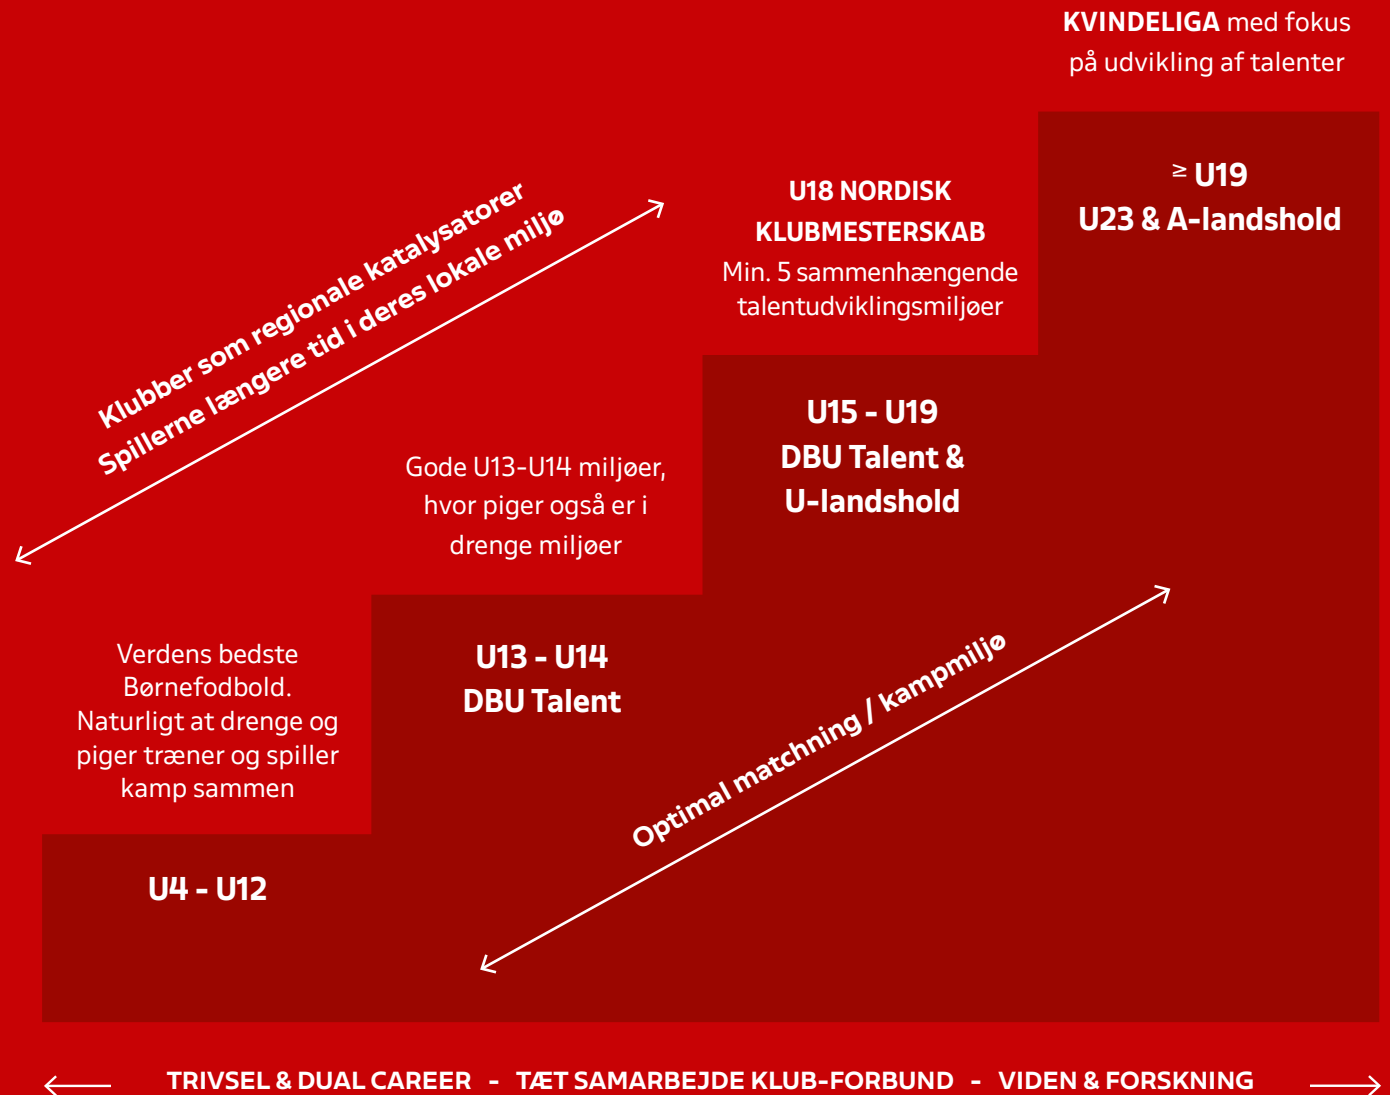 KVINDELIGA med fokus
på udvikling af talenter
≥ U19
U23 & A-landshold
U18 NORDISK
KLUBMESTERSKAB
Min. 5 sammenhængende
talentudviklingsmiljøer
Klubber som regionale katalysatorer
Spillerne længere tid i deres lokale miljø
U15 - U19
DBU Talent &
U-landshold
Gode U13-U14 miljøer,
hvor piger også er i
drenge miljøer
U13 - U14
DBU Talent
Optimal matchning / kampmiljø
Verdens bedste
Børnefodbold.
Naturligt at drenge og
piger træner og spiller
kamp sammen
U4 - U12
TRIVSEL & DUAL CAREER - TÆT SAMARBEJDE KLUB-FORBUND - VIDEN & FORSKNING